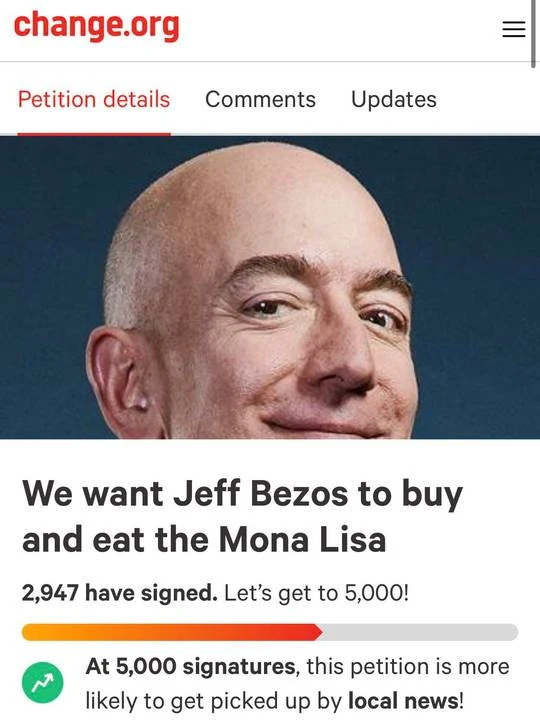 change.org
Petition details Comments Updates
We want Jeff Bezos to buy
and eat the Mona Lisa
2,947 have signed. Let’s get to 5,000!
At 5,000 signatures, this petition is more
likely to get picked up by local news!